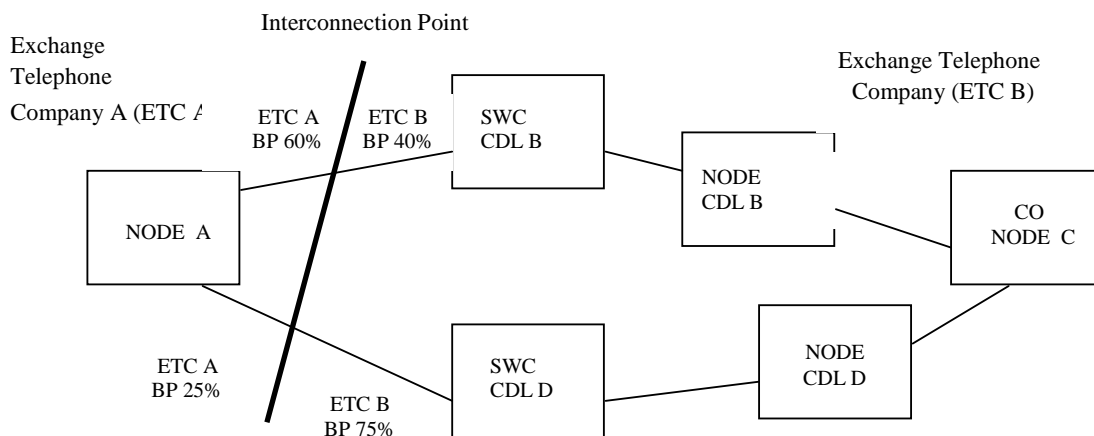 Interconnection Point
Exchange
Telephone
Company A (ETC A
Exchange Telephone
Company (ETC B)
ETC A
BP 60%
ETC B
BP 40%
SWC
CDL B
NODE
CDL B
NODE A
CO
NODE C
ETC A
BP 25%
ETC B
BP 75%
SWC
CDL D
NODE
CDL D